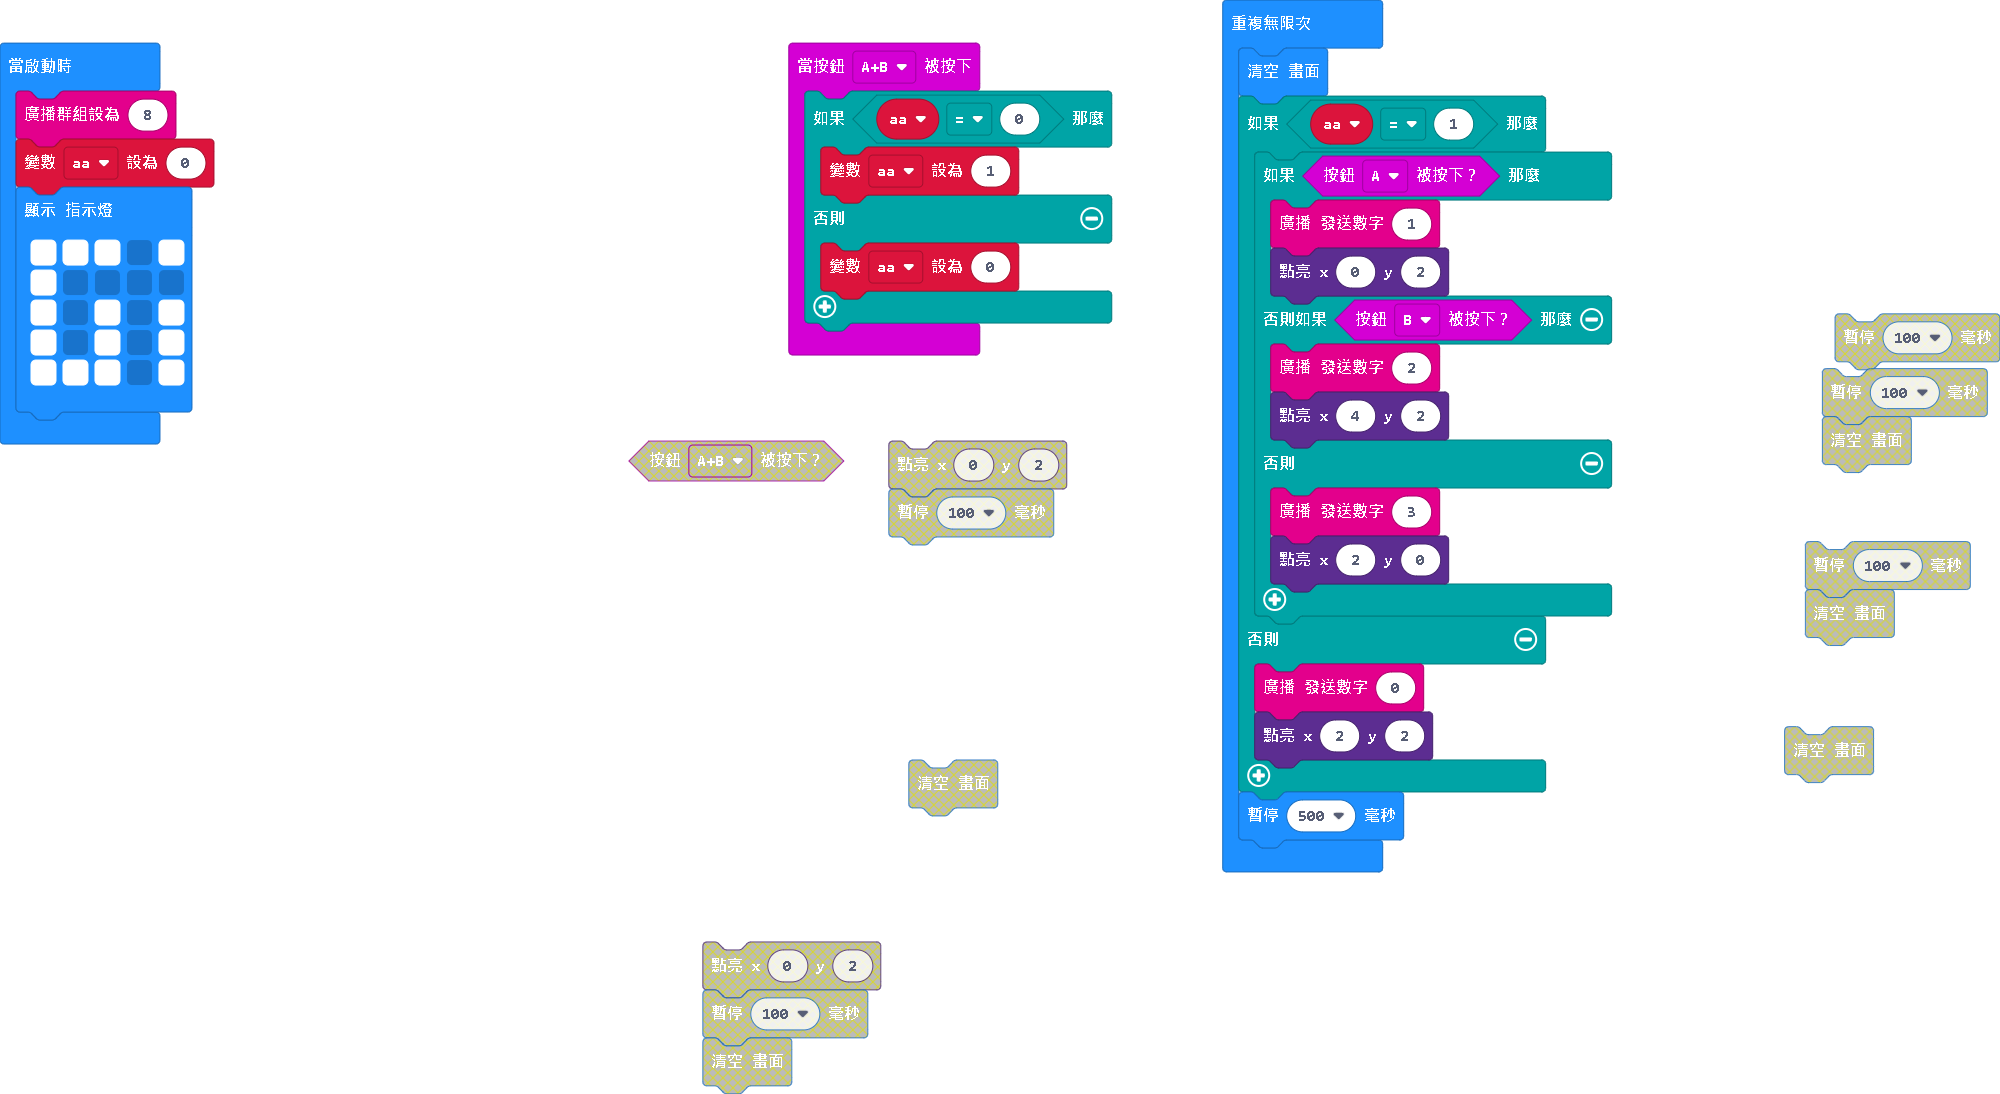 當啟動時
廣播群組設為 8
變數 aa 設為 0
顯示 指示燈
當按鈕 A+B 被按下
如果 aa = 0 那麼
變數 aa 設為 1
否則
變數 aa 設為 0
按鈕 A+B 被按下？
點亮 x 0 y 2
暫停 100 毫秒
清空 畫面
點亮 x 0 y 2
暫停 100 毫秒
清空 畫面
重複無限次
清空 畫面
如果 aa = 1 那麼
如果 按鈕 A 被按下？ 那麼
廣播 發送數字 1
點亮 x 0 y 2
否則如果 按鈕 B 被按下？ 那麼
廣播 發送數字 2
點亮 x 4 y 2
否則
廣播 發送數字 3
點亮 x 2 y 0
否則
廣播 發送數字 0
點亮 x 2 y 2
暫停 500 毫秒
暫停 100 毫秒
暫停 100 毫秒
清空 畫面
暫停 100 毫秒
清空 畫面
清空 畫面